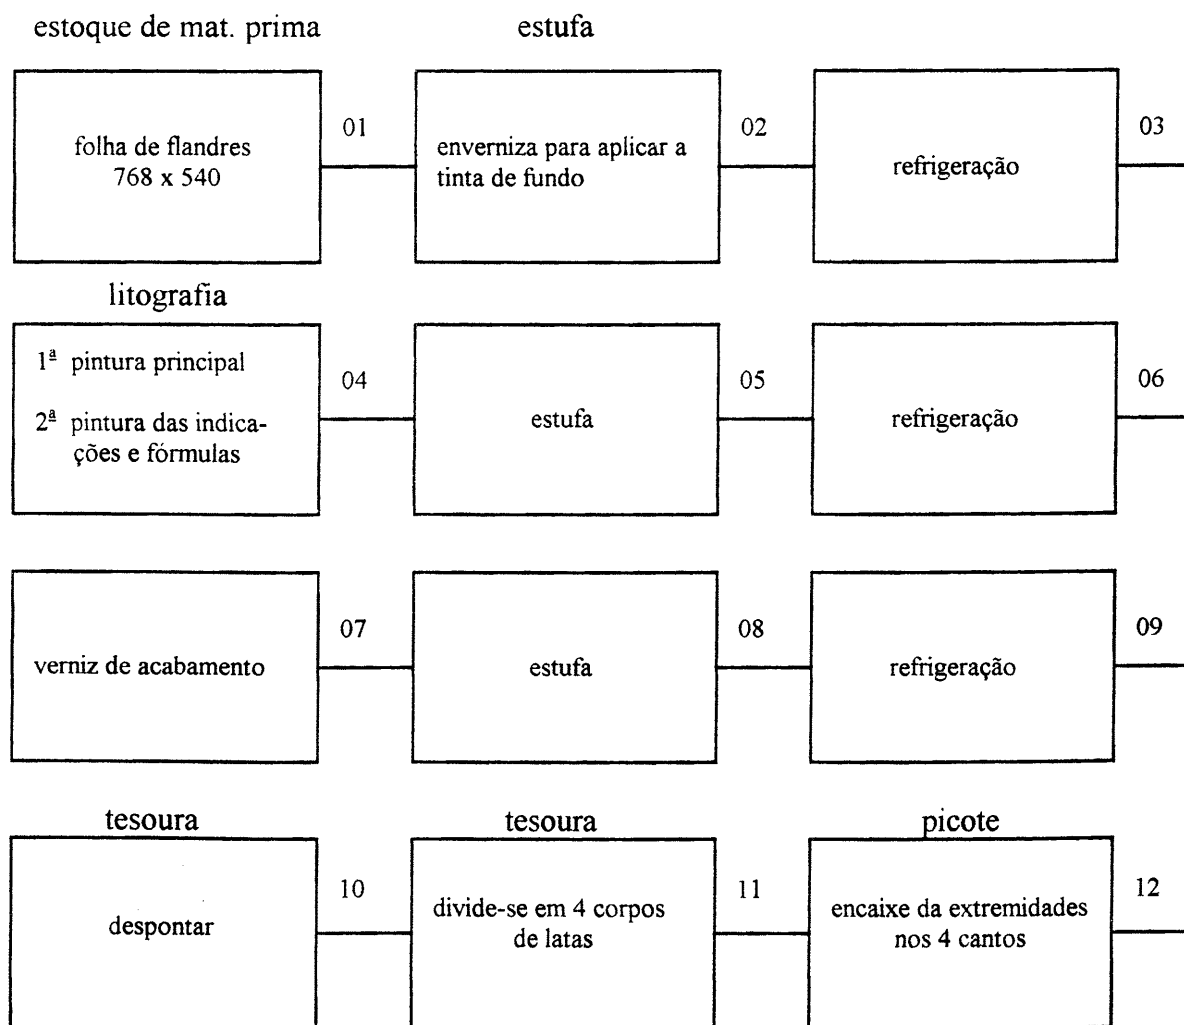 estoque de mat. prima
estufa
folha de flandres
768 x 540
01
enverniza para aplicar a
tinta de fundo
02
refrigeração
03
litografia
1ª pintura principal
2ª pintura das indica-
ções e fórmulas
04
estufa
05
refrigeração
06
verniz de acabamento
07
estufa
08
refrigeração
09
tesoura
tesoura
picote
despontar
10
divide-se em 4 corpos
de latas
11
encaixe da extremidades
nos 4 cantos
12